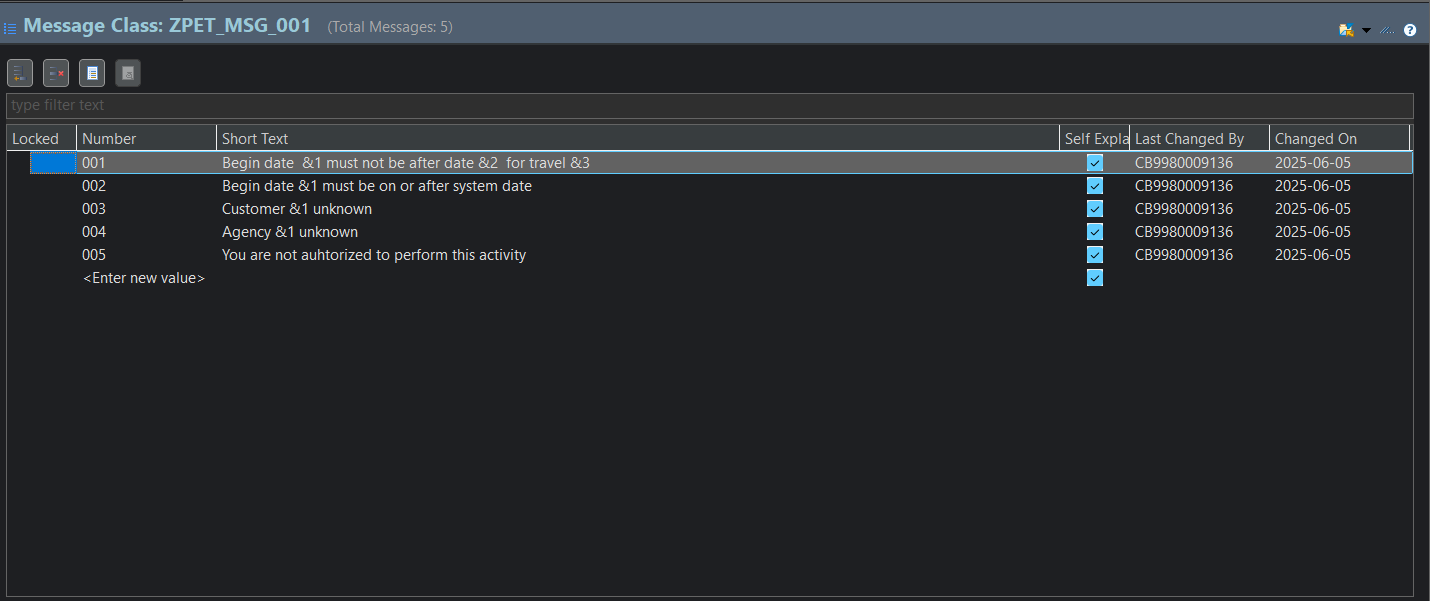 Message Class: ZPET_MSG_001 (Total Messages: 5)
type filter text
Locked Number Short Text Self Expla Last Changed By Changed On
001 Begin date  &1 must not be after date &2  for travel &3 CB9980009136 2025-06-05
002 Begin date &1 must be on or after system date CB9980009136 2025-06-05
003 Customer &1 unknown CB9980009136 2025-06-05
004 Agency &1 unknown CB9980009136 2025-06-05
005 You are not auhtorized to perform this activity CB9980009136 2025-06-05
<Enter new value>